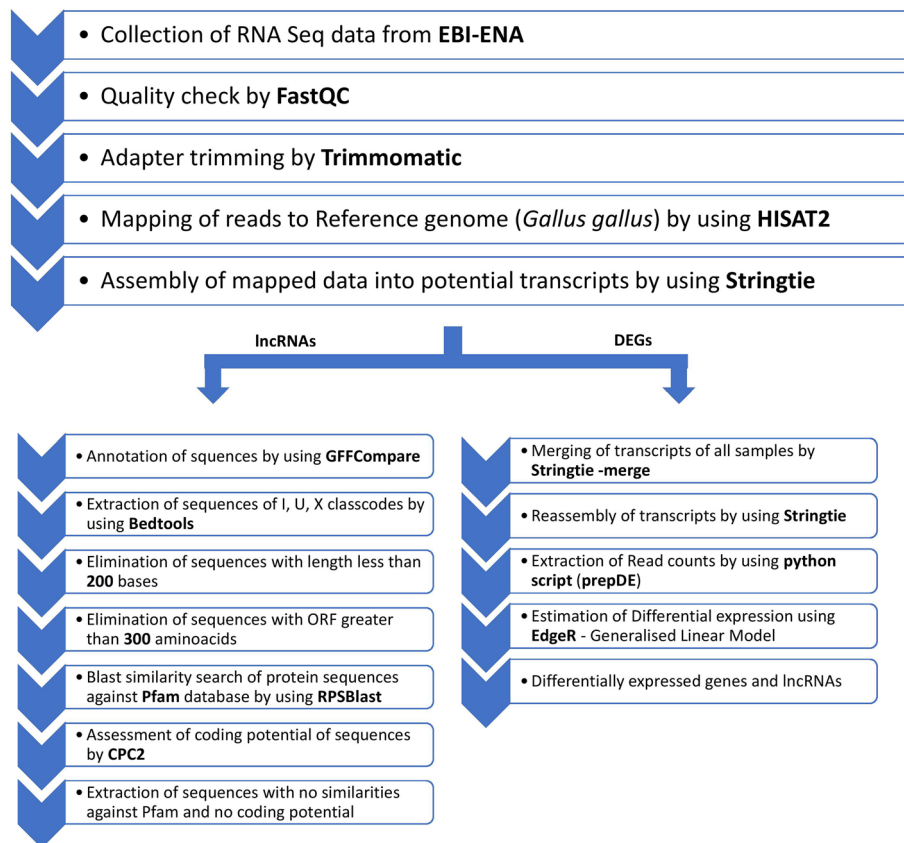 • Collection of RNA Seq data from EBI-ENA
• Quality check by FastQC
• Adapter trimming by Trimmomatic
• Mapping of reads to Reference genome (Gallus gallus) by using HISAT2
• Assembly of mapped data into potential transcripts by using Stringtie
lncRNAs
DEGs
• Annotation of squences by using GFFCompare
• Extraction of sequences of I, U, X classcodes by
using Bedtools
• Elimination of sequences with length less than
200 bases
• Elimination of sequences with ORF greater
than 300 aminoacids
• Blast similarity search of protein sequences
against Pfam database by using RPSBlast
• Assessment of coding potential of sequences
by CPC2
• Extraction of sequences with no similarities
against Pfam and no coding potential
• Merging of transcripts of all samples by
Stringtie -merge
• Reassembly of transcripts by using Stringtie
• Extraction of Read counts by using python
script (prepDE)
• Estimation of Differential expression using
EdgeR - Generalised Linear Model
• Differentially expressed genes and lncRNAs